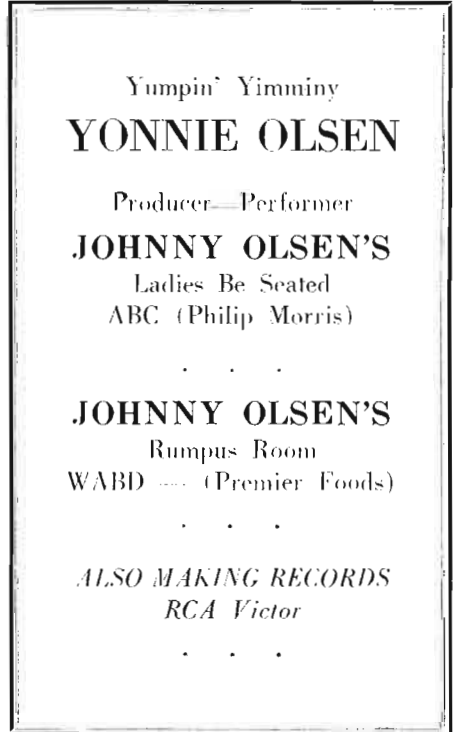 Yumpin' Yimminy
YONNIE OLSEN
Producer—Performer
JOHNNY OLSEN'S
Ladies Be Seated
ABC (Philip Morris)
. . .
JOHNNY OLSEN'S
Rumpus Room
WABD — (Premier Foods)
. . .
ALSO MAKING RECORDS
RCA Victor
. . .